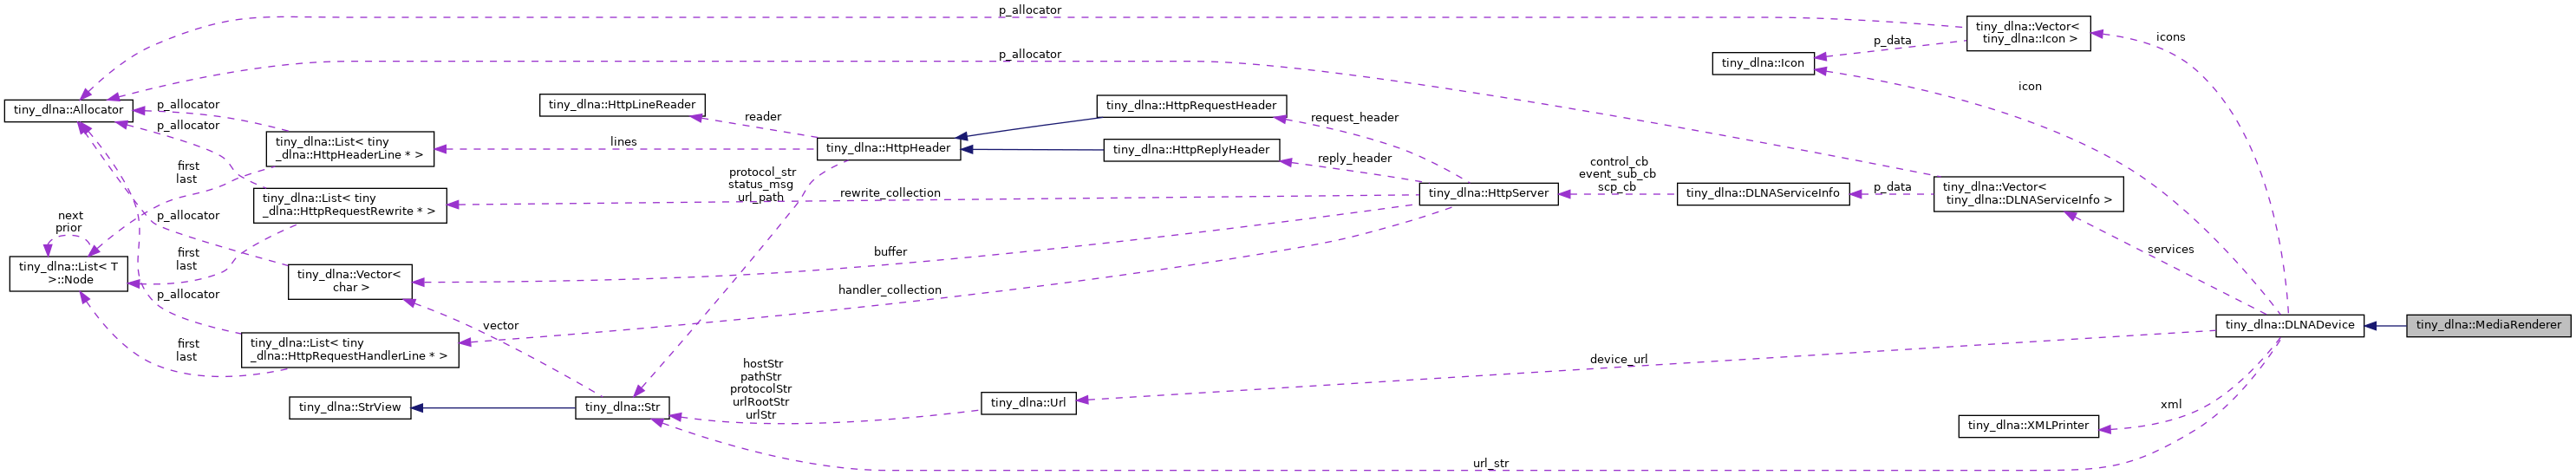 p_allocator
tiny_dlna::Vector<
tiny_dlna::Icon >
icons
p_data
p_allocator
tiny_dlna::Icon
icon
tiny_dlna::Allocator
p_allocator
p_allocator
tiny_dlna::HttpLineReader
reader
tiny_dlna::HttpRequestHeader
request_header
tiny_dlna::List< tiny
_dlna::HttpHeaderLine * >
lines
tiny_dlna::HttpHeader
tiny_dlna::HttpReplyHeader
reply_header
first
last
protocol_str
status_msg
url_path
rewrite_collection
tiny_dlna::HttpServer
control_cb
event_sub_cb
scp_cb
tiny_dlna::DLNAServiceInfo
p_data
tiny_dlna::Vector<
tiny_dlna::DLNAServiceInfo >
tiny_dlna::List< tiny
_dlna::HttpRequestRewrite * >
next
prior
p_allocator
services
buffer
first
last
tiny_dlna::List< T
>::Node
tiny_dlna::Vector<
char >
handler_collection
p_allocator
vector
tiny_dlna::DLNADevice
tiny_dlna::MediaRenderer
first
last
tiny_dlna::List< tiny
_dlna::HttpRequestHandlerLine * >
device_url
hostStr
pathStr
protocolStr
urlRootStr
urlStr
tiny_dlna::StrView
tiny_dlna::Str
tiny_dlna::Url
xml
tiny_dlna::XMLPrinter
url_str